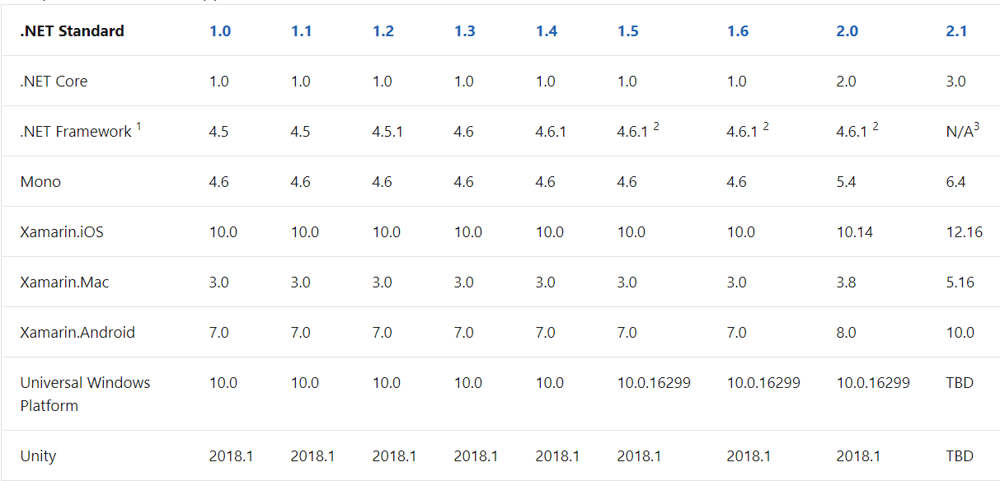 .NET Standard 1.0 1.1 1.2 1.3 1.4 1.5 1.6 2.0 2.1
.NET Core 1.0 1.0 1.0 1.0 1.0 1.0 1.0 2.0 3.0
.NET Framework 1 4.5 4.5 4.5.1 4.6 4.6.1 4.6.1 2 4.6.1 2 4.6.1 2 N/A3
Mono 4.6 4.6 4.6 4.6 4.6 4.6 4.6 5.4 6.4
Xamarin.iOS 10.0 10.0 10.0 10.0 10.0 10.0 10.0 10.14 12.16
Xamarin.Mac 3.0 3.0 3.0 3.0 3.0 3.0 3.0 3.8 5.16
Xamarin.Android 7.0 7.0 7.0 7.0 7.0 7.0 7.0 8.0 10.0
Universal Windows 10.0 10.0 10.0 10.0 10.0 10.0.16299 10.0.16299 10.0.16299 TBD
Platform
Unity 2018.1 2018.1 2018.1 2018.1 2018.1 2018.1 2018.1 2018.1 TBD